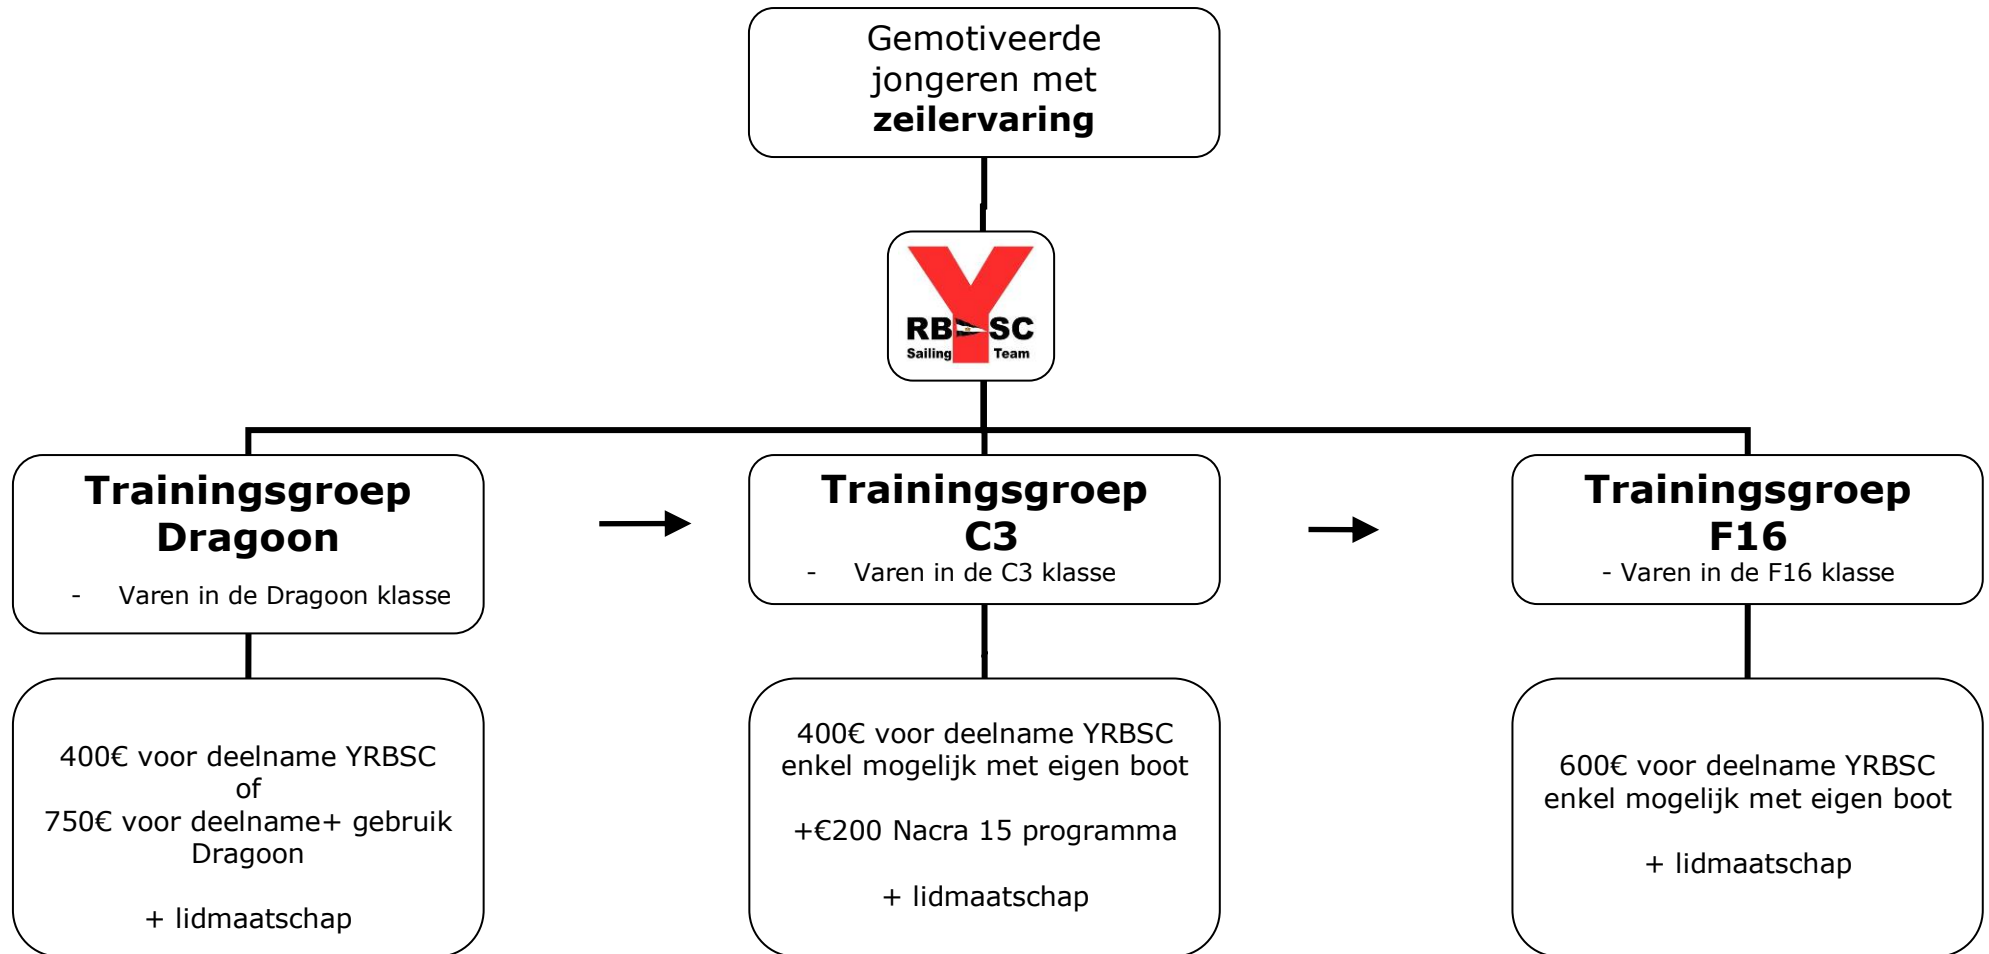 Gemotiveerde
jongeren met
zeilervaring
Y
RB SC
Sailing Team
Trainingsgroep
Dragoon
- Varen in de Dragoon klasse
Trainingsgroep
C3
- Varen in de C3 klasse
Trainingsgroep
F16
- Varen in de F16 klasse
400€ voor deelname YRBSC
of
750€ voor deelname+ gebruik
Dragoon
+ lidmaatschap
400€ voor deelname YRBSC
enkel mogelijk met eigen boot
+€200 Nacra 15 programma
+ lidmaatschap
600€ voor deelname YRBSC
enkel mogelijk met eigen boot
+ lidmaatschap